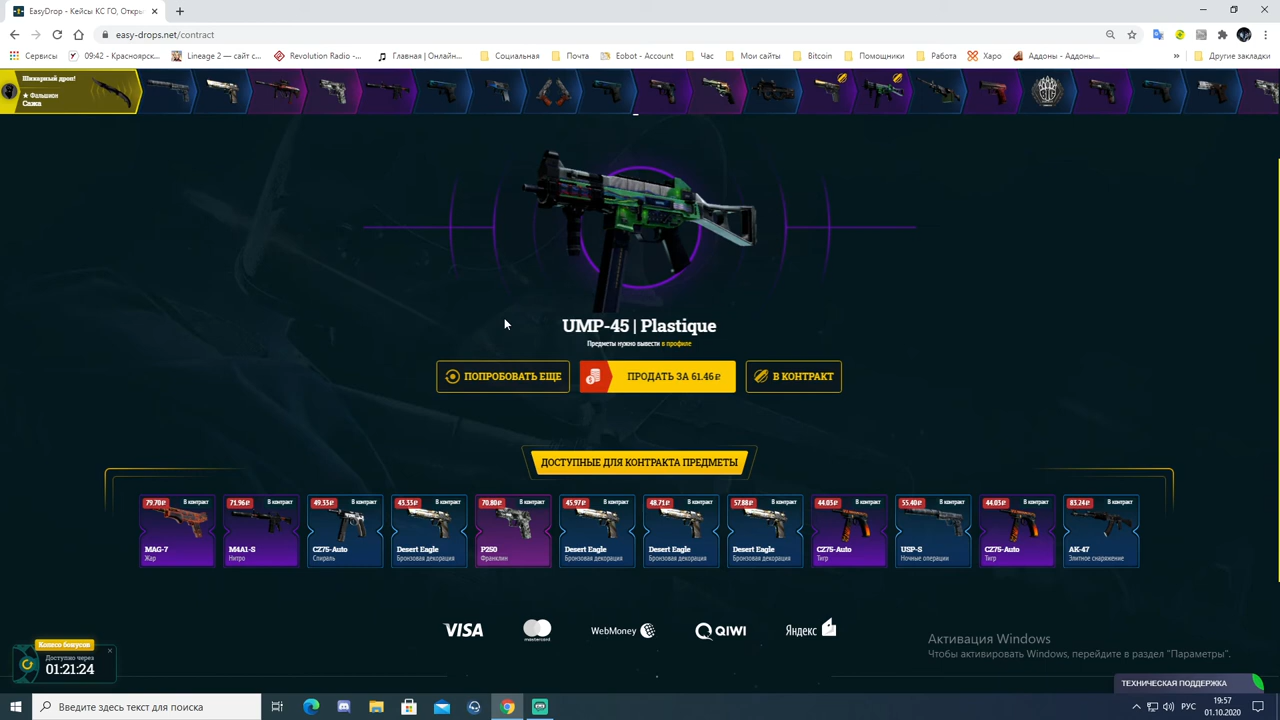 EasyDrop - Кейсы КС ГО, Откры
easy-drops.net/contract
Сервисы
09:42 - Красноярск...
Lineage 2 — сайт с...
Revolution Radio -...
Главная | Онлайн...
Социальная
Почта
Eobot - Account
Час
Мои сайты
Bitcoin
Помощники
Работа
Харо
Аддоны - Аддоны...
»
Другие закладки
Шикарный дроп!
★ Фальшион
Сажа
UMP-45 | Plastique
Предметы нужно вывести в профиле
ПОПРОБОВАТЬ ЕЩЕ
ПРОДАТЬ ЗА 61.46₽
В КОНТРАКТ
ДОСТУПНЫЕ ДЛЯ КОНТРАКТА ПРЕДМЕТЫ
79.70₽ В контракт
MAG-7
Жар
71.96₽ В контракт
M4A1-S
Нитро
49.33₽ В контракт
CZ75-Auto
Спираль
43.33₽ В контракт
Desert Eagle
Бронзовая декорация
70.80₽ В контракт
P250
Франклин
45.97₽ В контракт
Desert Eagle
Бронзовая декорация
48.71₽ В контракт
Desert Eagle
Бронзовая декорация
57.88₽ В контракт
Desert Eagle
Бронзовая декорация
44.03₽ В контракт
CZ75-Auto
Тигр
55.40₽ В контракт
USP-S
Ночные операции
44.03₽ В контракт
CZ75-Auto
Тигр
83.24₽ В контракт
AK-47
Элитное снаряжение
VISA
mastercard
WebMoney
QIWI
Яндекс
Колесо бонусов
Доступно через
01:21:24
Активация Windows
Чтобы активировать Windows, перейдите в раздел "Параметры".
ТЕХНИЧЕСКАЯ ПОДДЕРЖКА
Введите здесь текст для поиска
РУС
19:57
01.10.2020